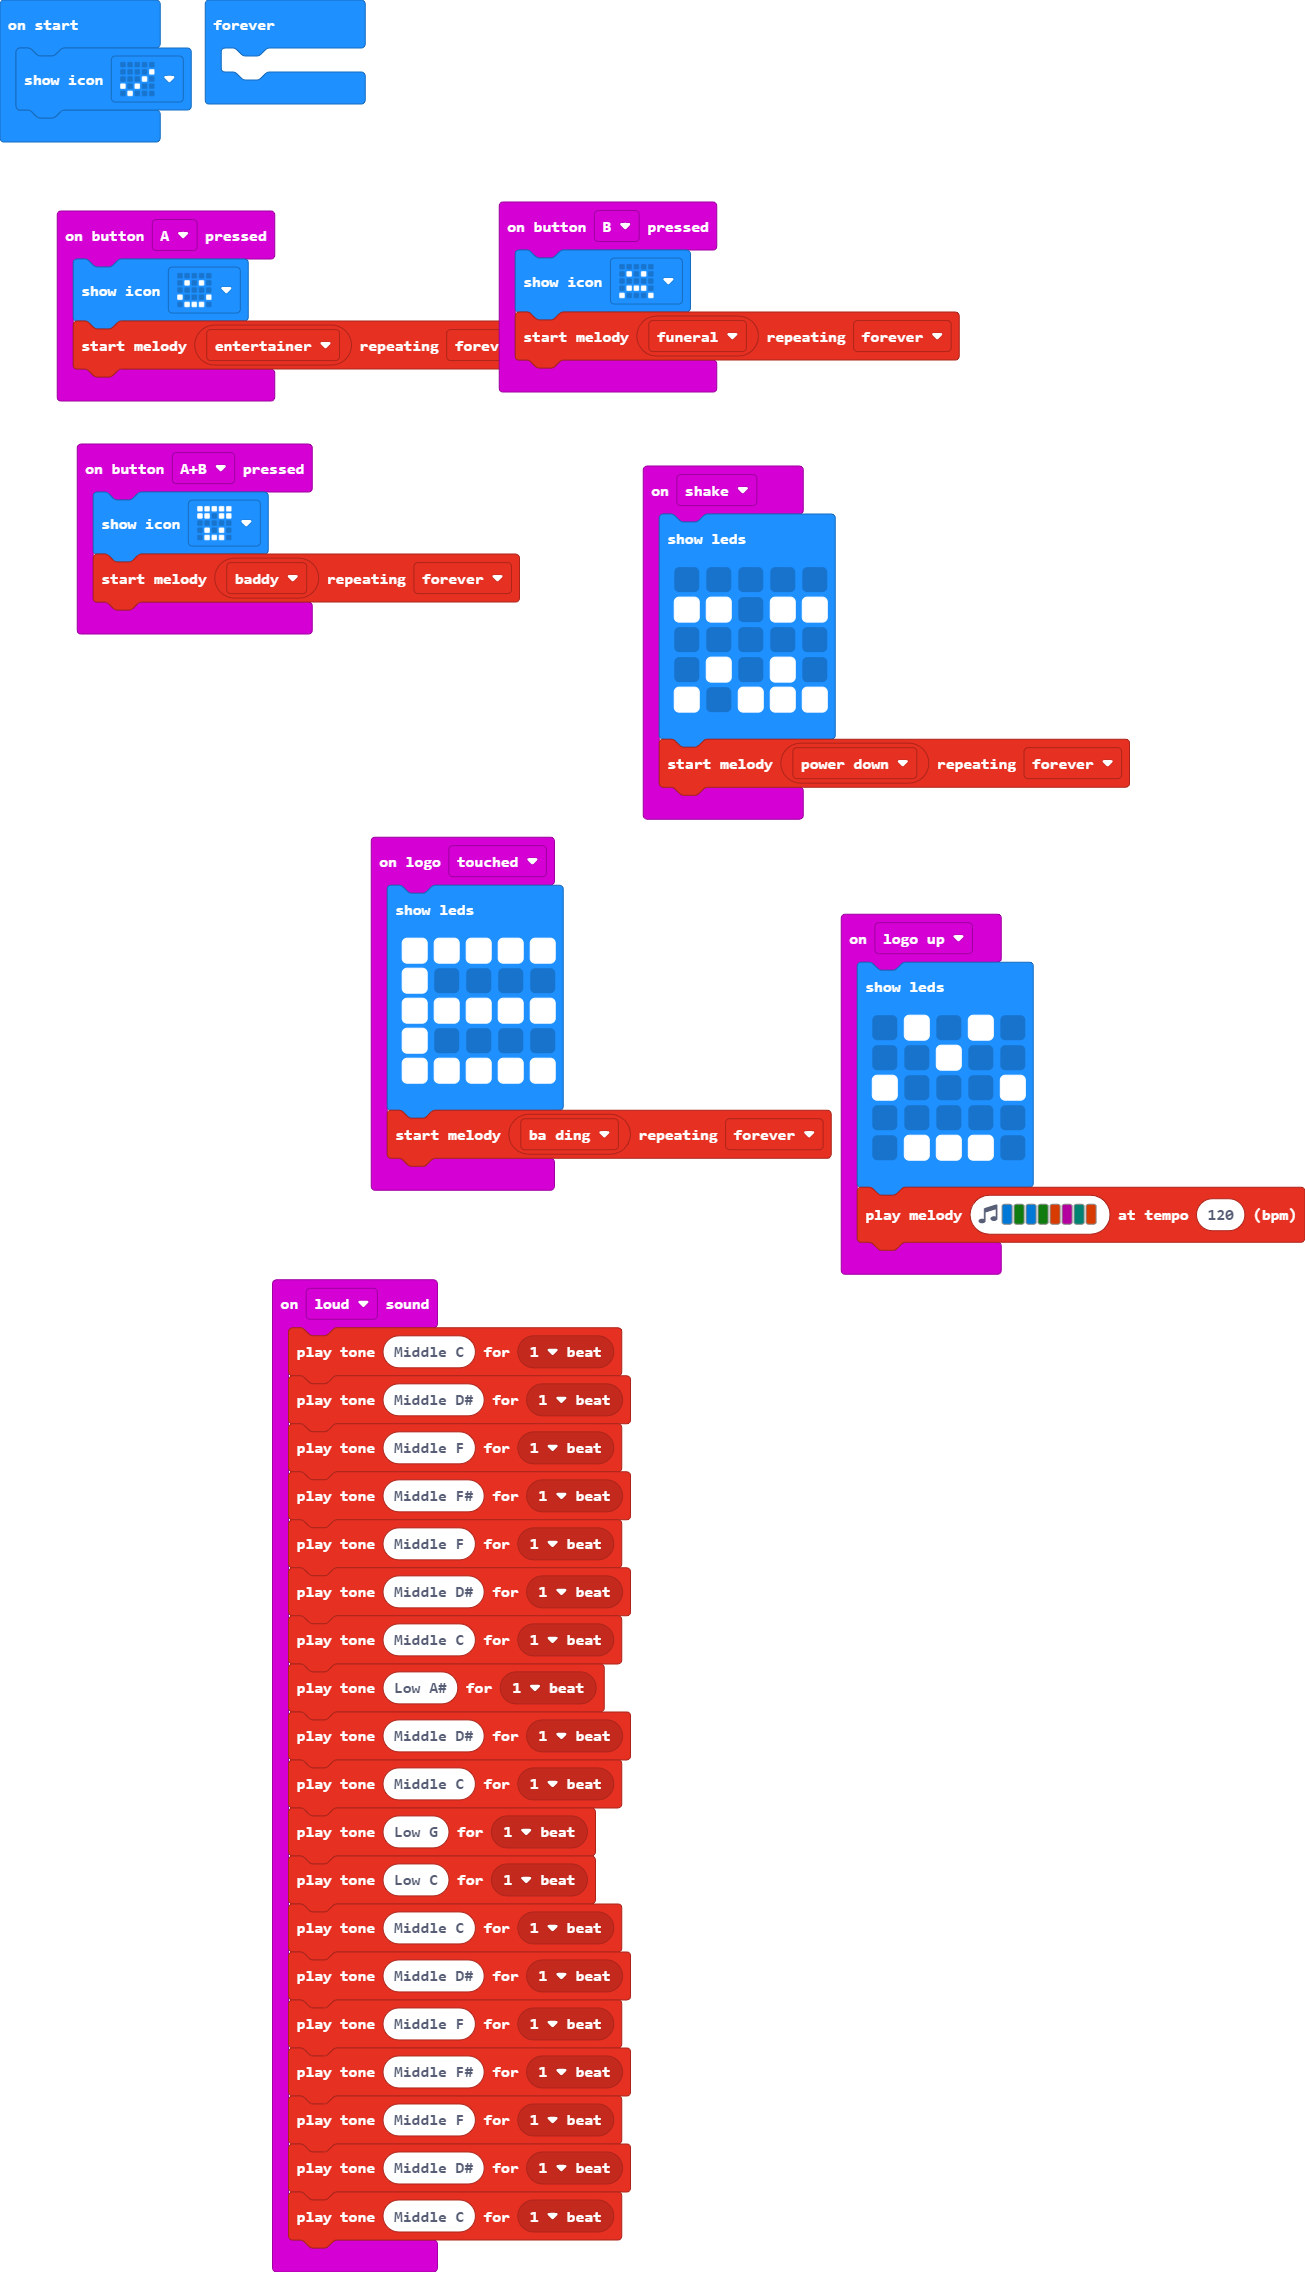 on start
show icon
forever
on button A pressed
show icon
start melody entertainer repeating forev
on button B pressed
show icon
start melody funeral repeating forever
on button A+B pressed
show icon
start melody baddy repeating forever
on shake
show leds
start melody power down repeating forever
on logo touched
show leds
start melody ba ding repeating forever
on logo up
show leds
play melody at tempo 120 (bpm)
on loud sound
play tone Middle C for 1 beat
play tone Middle D# for 1 beat
play tone Middle F for 1 beat
play tone Middle F# for 1 beat
play tone Middle F for 1 beat
play tone Middle D# for 1 beat
play tone Middle C for 1 beat
play tone Low A# for 1 beat
play tone Middle D# for 1 beat
play tone Middle C for 1 beat
play tone Low G for 1 beat
play tone Low C for 1 beat
play tone Middle C for 1 beat
play tone Middle D# for 1 beat
play tone Middle F for 1 beat
play tone Middle F# for 1 beat
play tone Middle F for 1 beat
play tone Middle D# for 1 beat
play tone Middle C for 1 beat